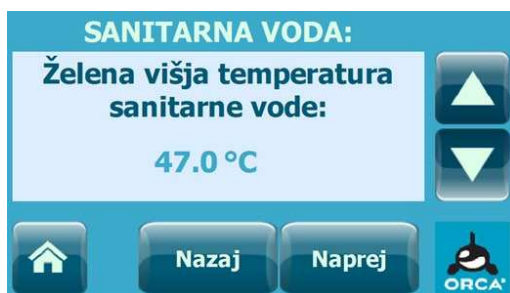 SANITARNA VODA:
Želena višja temperatura
sanitarne vode:
47.0 °C
Nazaj
Naprej
ORCA